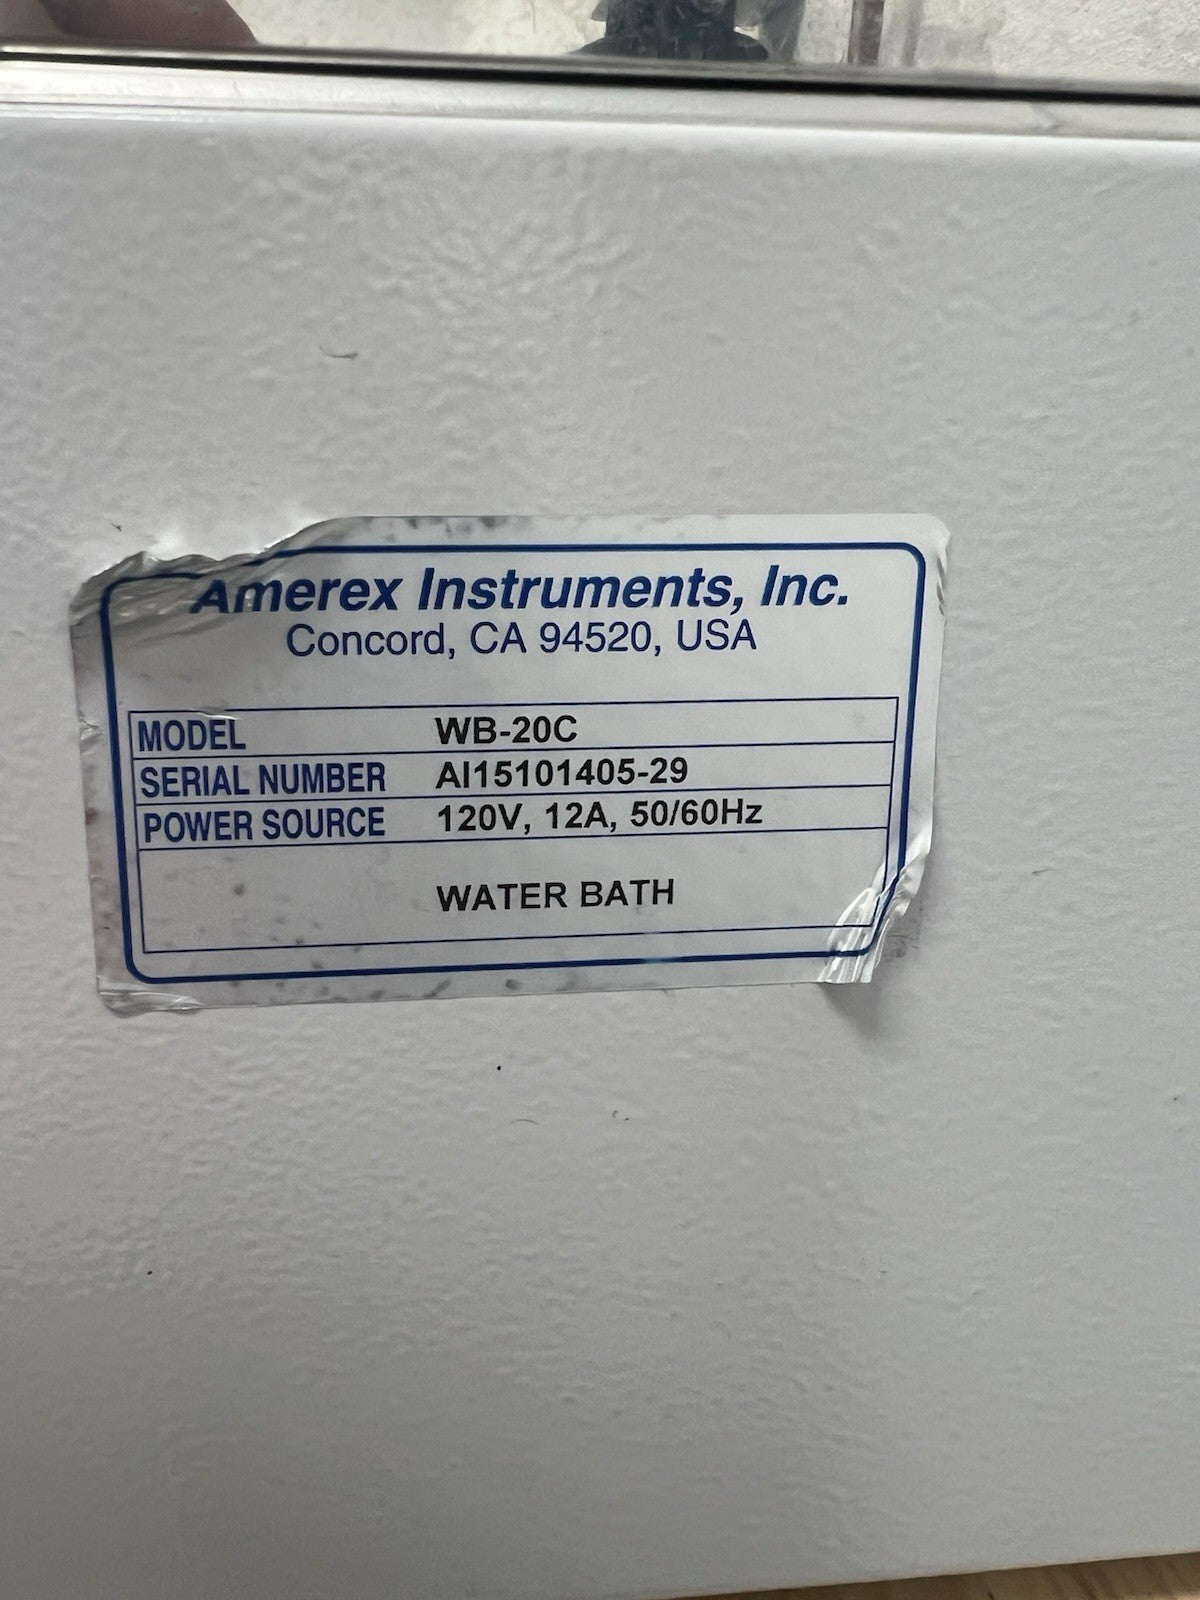 Amerex Instruments, Inc.
Concord, CA 94520, USA
MODEL WB-20C
SERIAL NUMBER AI15101405-29
POWER SOURCE 120V, 12A, 50/60Hz
WATER BATH